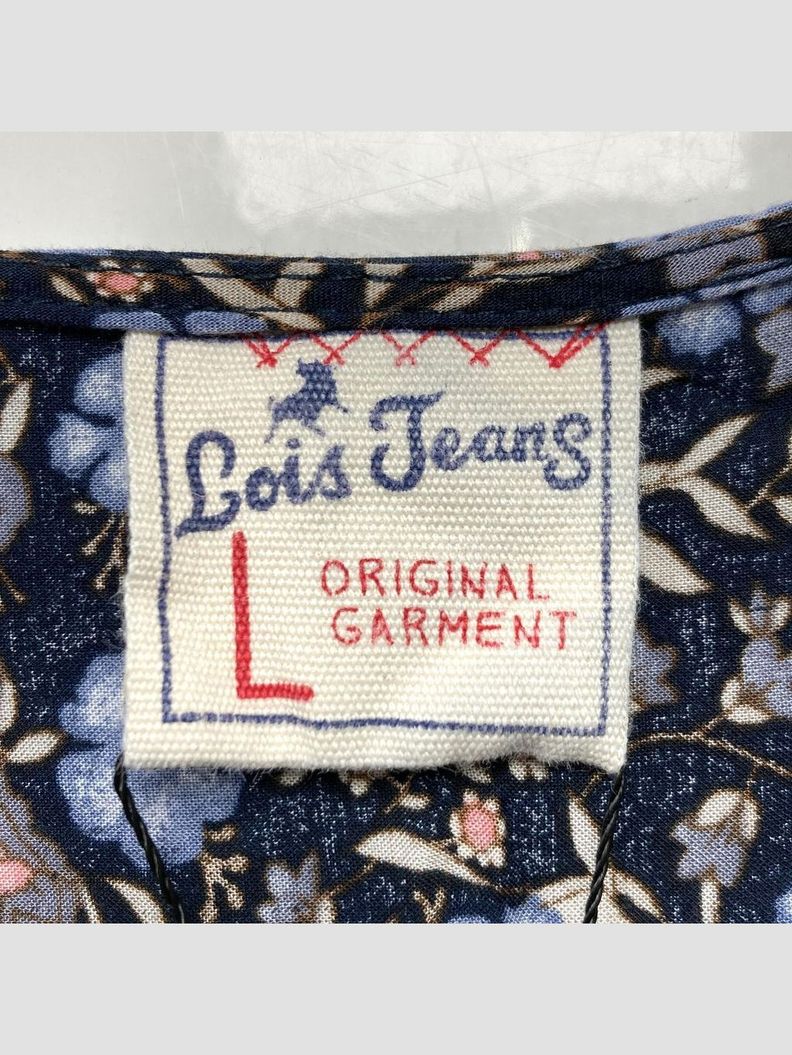 Lois Jeans
L
ORIGINAL
GARMENT